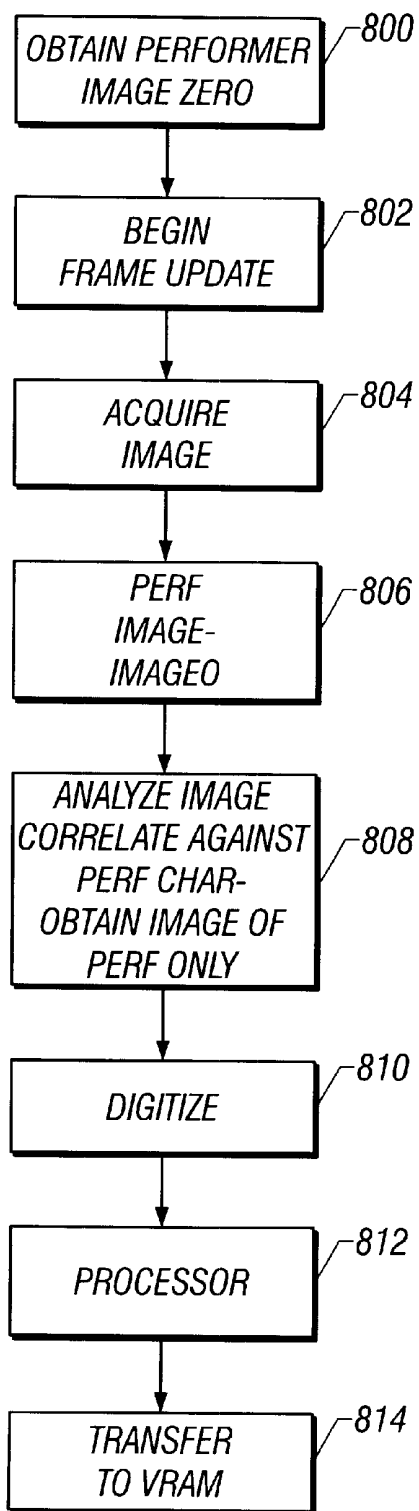 OBTAIN PERFORMER
IMAGE ZERO
800
BEGIN
FRAME UPDATE
802
ACQUIRE
IMAGE
804
PERF
IMAGE-
IMAGEO
806
ANALYZE IMAGE
CORRELATE AGAINST
PERF CHAR-
OBTAIN IMAGE OF
PERF ONLY
808
DIGITIZE
810
PROCESSOR
812
TRANSFER
TO VRAM
814